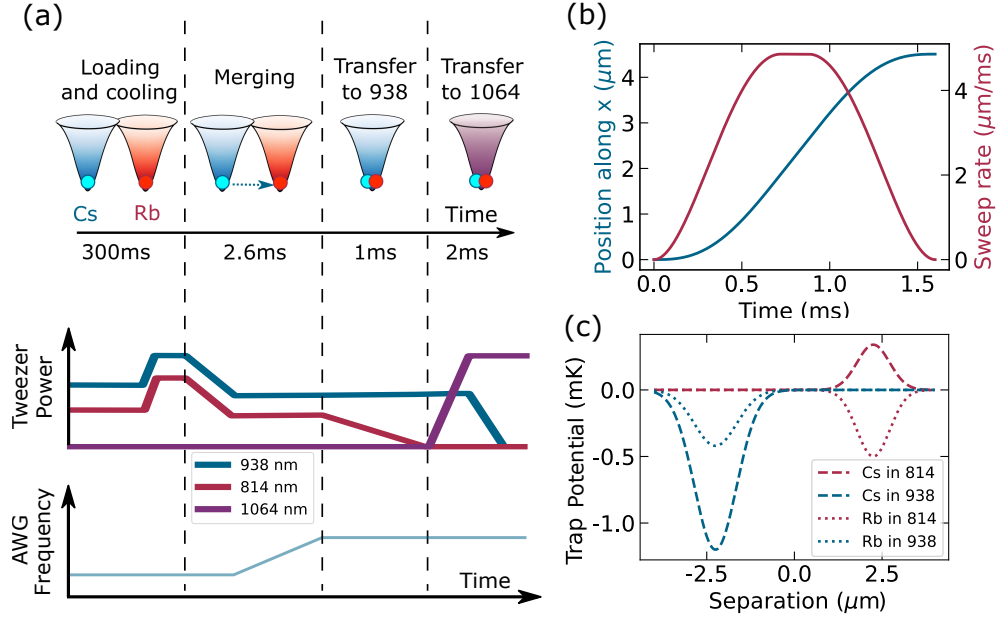 (a)
Loading
and cooling
Merging
Transfer
to 938
Transfer
to 1064
Cs
Rb
Time
300ms
2.6ms
1ms
2ms
Tweezer
Power
938 nm
814 nm
1064 nm
AWG
Frequency
Time
(b)
Position along x (μm)
4
3
2
1
0
Sweep rate (μm/ms)
4
2
0
0.0
0.5
1.0
1.5
Time (ms)
(c)
Trap Potential (mK)
0.0
-0.5
-1.0
Cs in 814
Cs in 938
Rb in 814
Rb in 938
-2.5
0.0
2.5
Separation (μm)